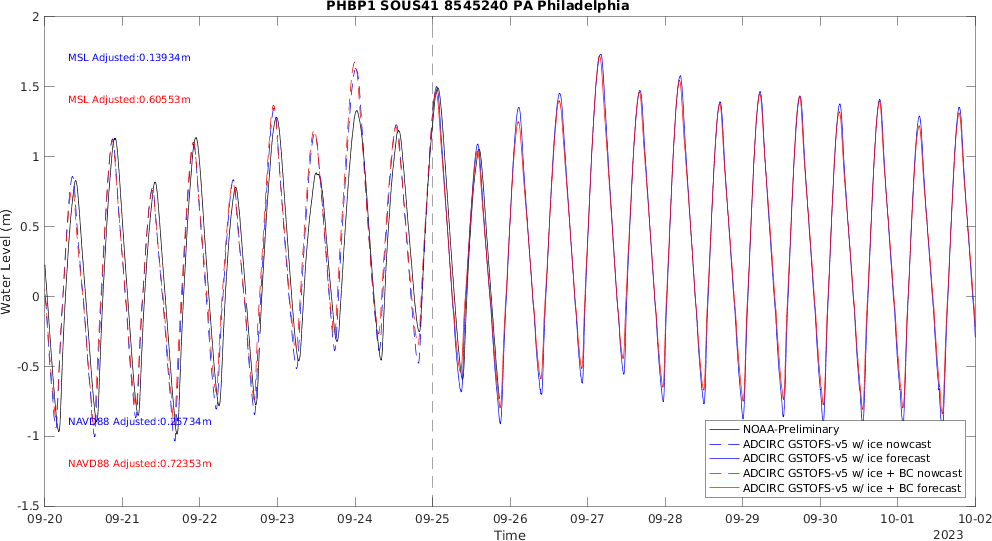 PHBP1 SOUS41 8545240 PA Philadelphia
2
1.5
1
0.5
0
-0.5
-1
-1.5
Water Level (m)
MSL Adjusted:0.13934m
MSL Adjusted:0.60553m
NAVD88 Adjusted:0.25734m
NAVD88 Adjusted:0.72353m
NOAA-Preliminary
ADCIRC GSTOFS-v5 w/ ice nowcast
ADCIRC GSTOFS-v5 w/ ice forecast
ADCIRC GSTOFS-v5 w/ ice + BC nowcast
ADCIRC GSTOFS-v5 w/ ice + BC forecast
09-20 09-21 09-22 09-23 09-24 09-25 09-26 09-27 09-28 09-29 09-30 10-01 10-02
Time
2023